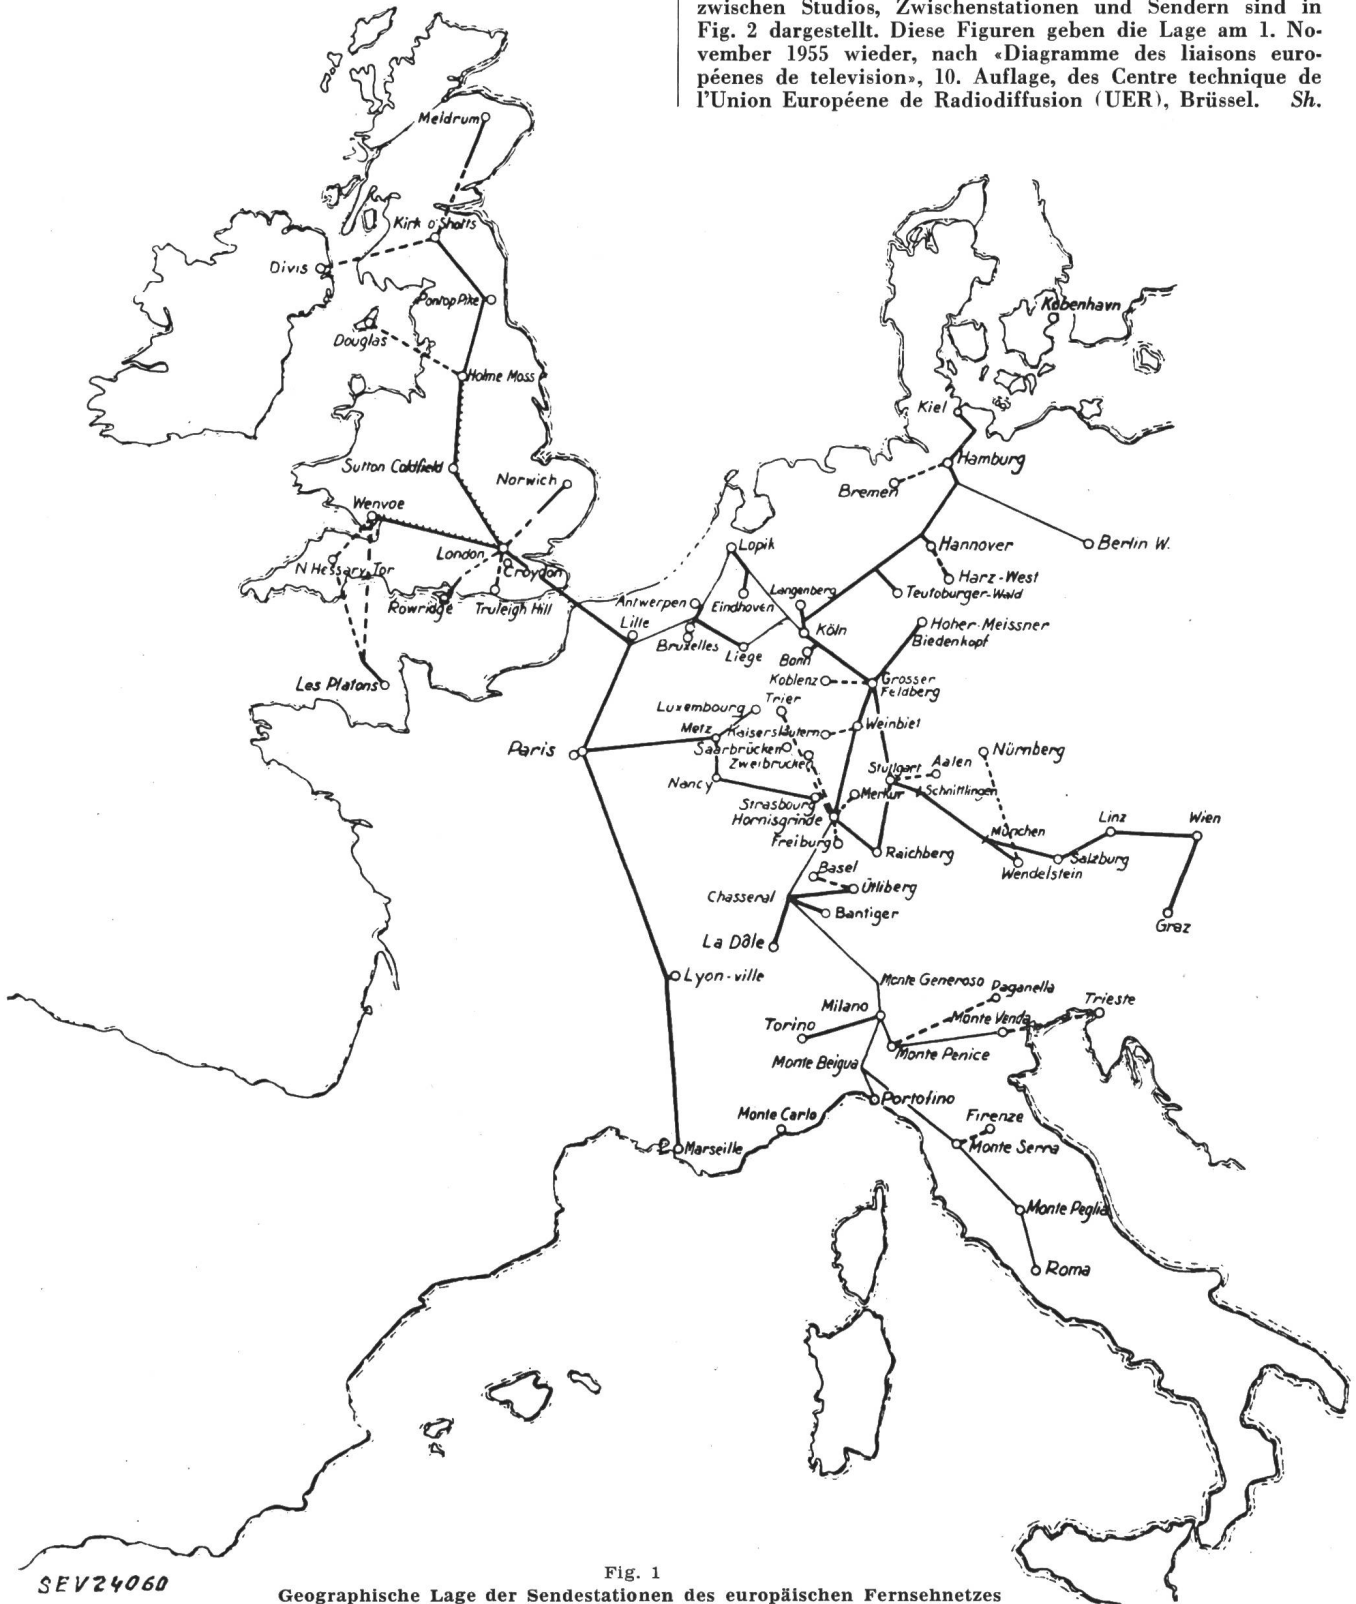 zwischen Studios, Zwischenstationen und Sendern sind in
Fig. 2 dargestellt. Diese Figuren geben die Lage am 1. No-
vember 1955 wieder, nach «Diagramme des liaisons euro-
péenes de television», 10. Auflage, des Centre technique de
l'Union Européene de Radiodiffusion (UER), Brüssel. Sh.
Meldrum
Kirk o'Shotts
Divis
Pontop Pike
København
Douglas
Holme Moss
Kiel
Sutton Coldfield
Hamburg
Norwich
Bremen
Wenvoe
London
Lopik
Hannover
Berlin W.
N Hessary Tor
Croydon
Harz-West
Rowridge
Truleigh Hill
Antwerpen
Eindhoven
Langenberg
Teutoburger-Wald
Lille
Köln
Hoher-Meissner
Bruxelles
Biedenkopf
Liège
Bonn
Les Platons
Koblenz
Grosser
Feldberg
Trier
Luxembourg
Metz
Kaiserslautern
Weinbiet
Paris
Saarbrücken
Nürnberg
Zweibrücken
Stuttgart
Aalen
Nancy
Schnittlingen
Strasbourg
Merkur
Hornisgrinde
München
Linz
Wien
Freiburg
Raichberg
Salzburg
Wendelstein
Basel
Ütliberg
Chasseral
Bantiger
Graz
La Dôle
Lyon-ville
Monte Generoso
Paganella
Milano
Trieste
Torino
Monte Venda
Monte Penice
Monte Beigua
Portofino
Monte Carlo
Firenze
Marseille
Monte Serra
Monte Peglia
Roma
SEV24060
Fig. 1
Geographische Lage der Sendestationen des europäischen Fernsehnetzes